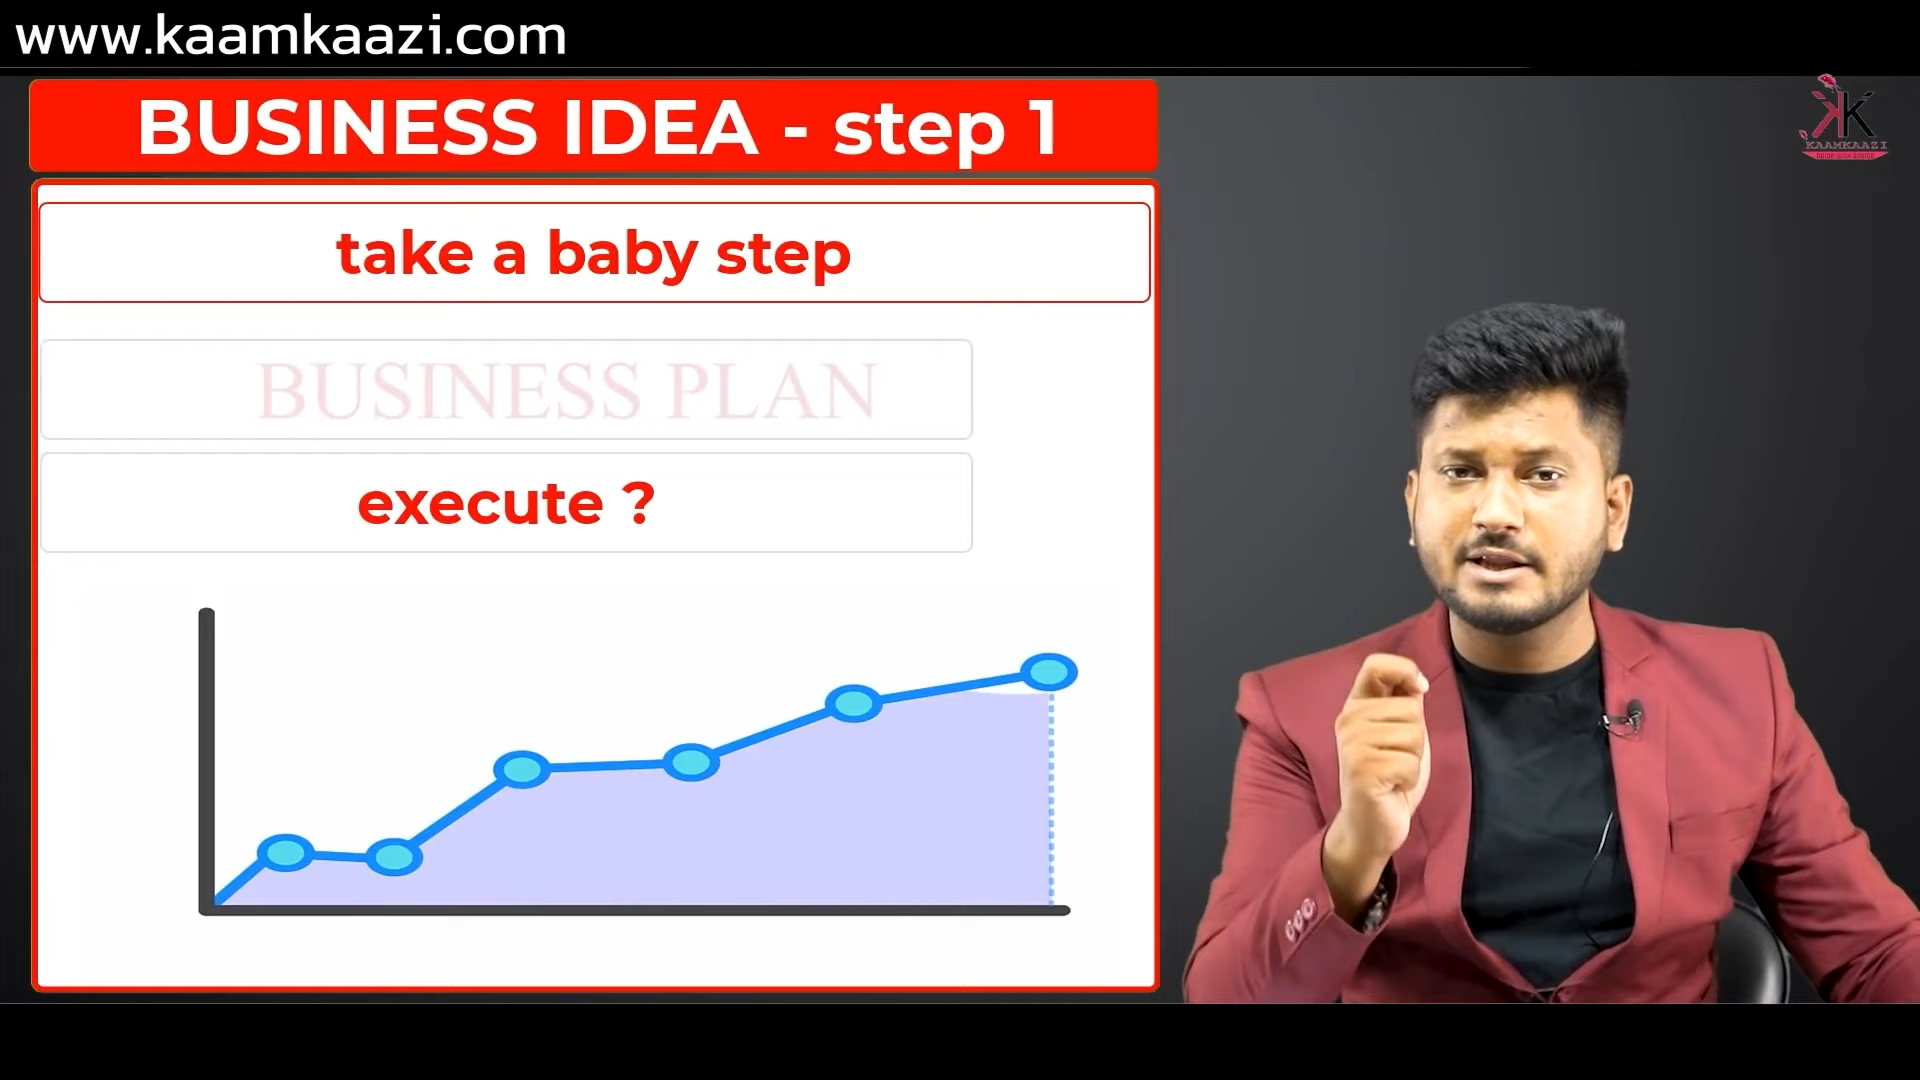 www.kaamkaazi.com
BUSINESS IDEA - step 1
take a baby step
BUSINESS PLAN
execute ?
KAAMKAAZI